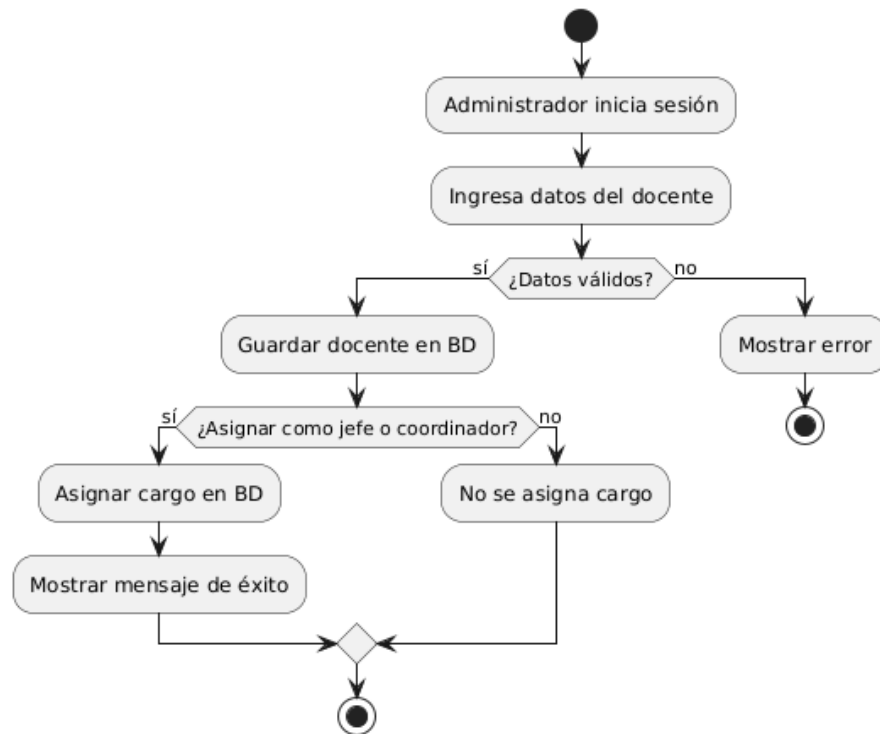 Administrador inicia sesión
Ingresa datos del docente
sí
¿Datos válidos?
no
Guardar docente en BD
Mostrar error
sí
¿Asignar como jefe o coordinador?
no
Asignar cargo en BD
No se asigna cargo
Mostrar mensaje de éxito